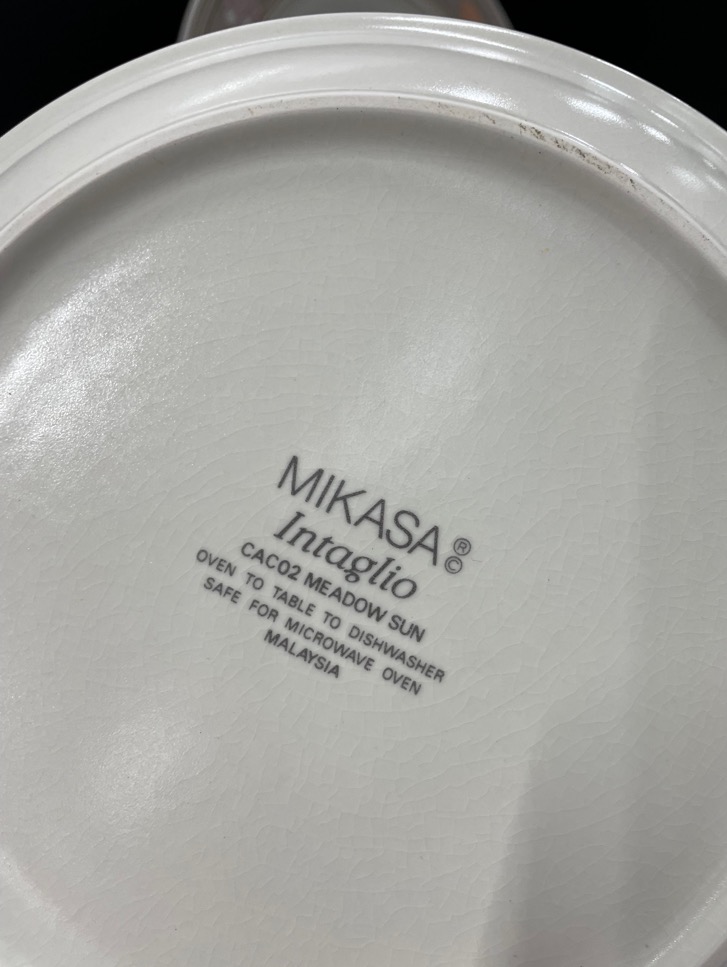 MIKASA®©
Intaglio
CAC02 MEADOW SUN
OVEN TO TABLE TO DISHWASHER
SAFE FOR MICROWAVE OVEN
MALAYSIA